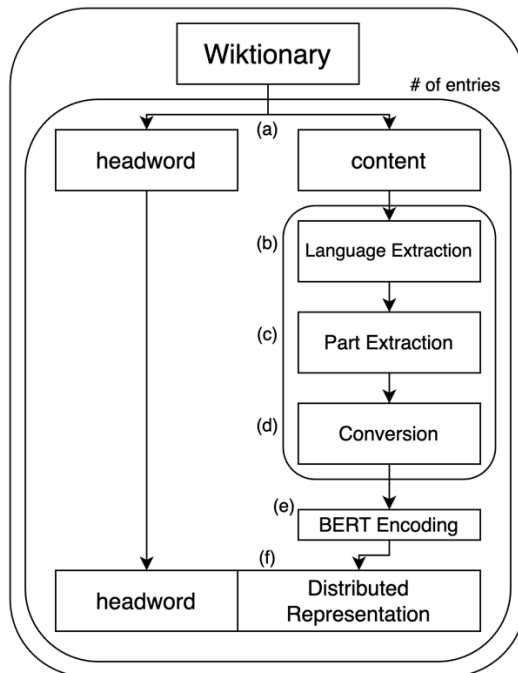 Wiktionary
# of entries
(a)
headword
content
(b)
Language Extraction
(c)
Part Extraction
(d)
Conversion
(e)
BERT Encoding
(f)
headword
Distributed
Representation